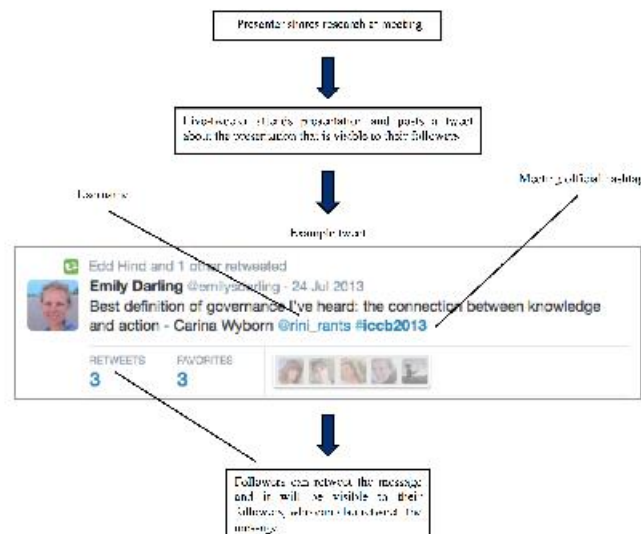 Presenter shares research at meeting
Live-tweeter attends presentation and posts a tweet
about the presentation that is visible to their followers
Username
Meeting official hashtag
Example tweet
Edd Hind and 1 other retweeted
Emily Darling @emilysdarling · 24 Jul 2013
Best definition of governance I've heard: the connection between knowledge
and action - Carina Wyborn @rini_rants #iccb2013
RETWEETS FAVORITES
3 3
Followers can retweet the message
and it will be visible to their
followers, who can also retweet the
message